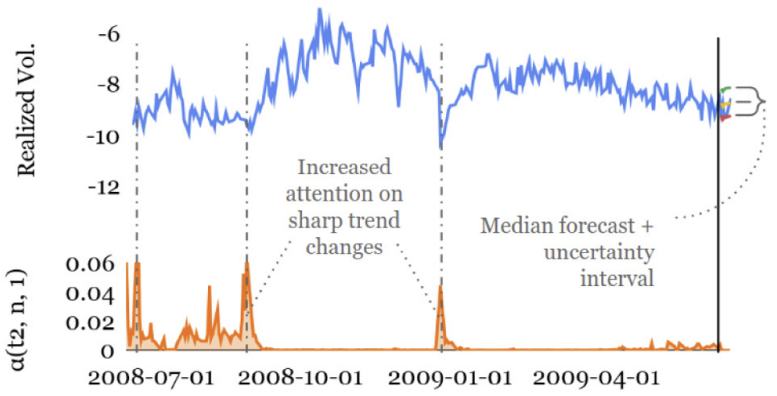 Realized Vol.
-6
-8
-10
-12
Increased
attention on
sharp trend
changes
Median forecast +
uncertainty
interval
α(t2, n, 1)
0.06
0.04
0.02
0
2008-07-01 2008-10-01 2009-01-01 2009-04-01